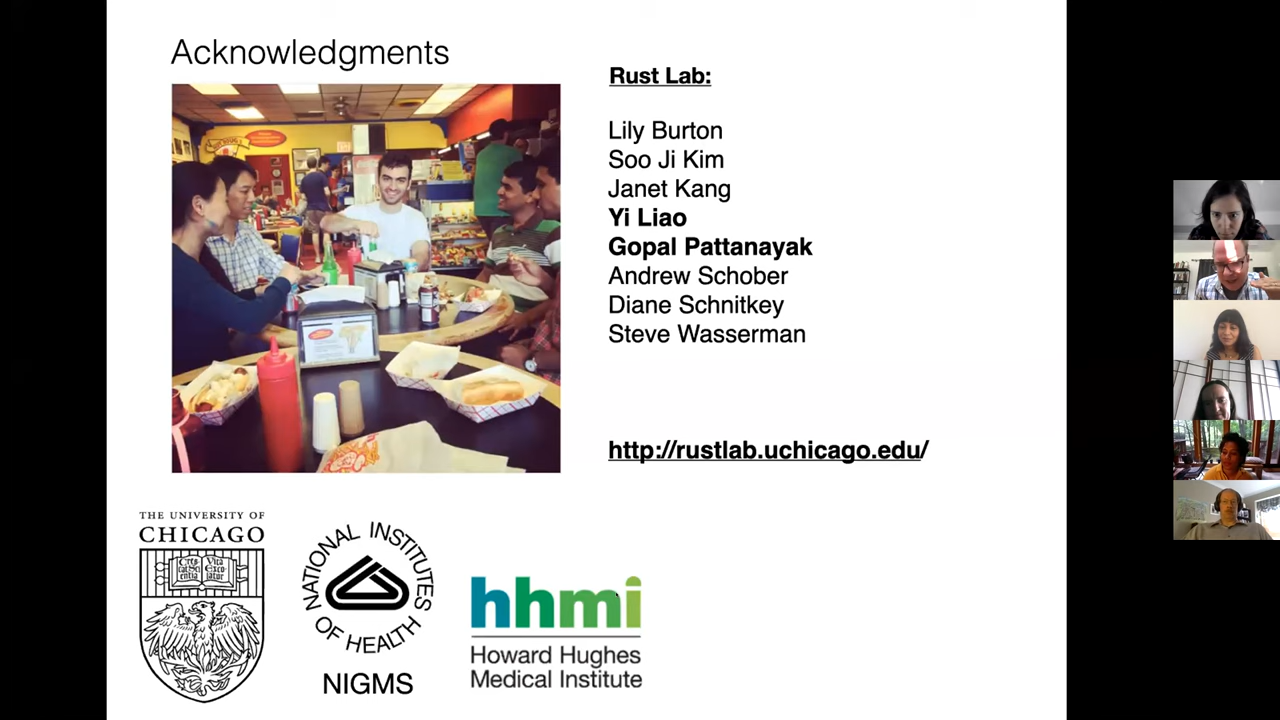 Acknowledgments
Rust Lab:
Lily Burton
Soo Ji Kim
Janet Kang
Yi Liao
Gopal Pattanayak
Andrew Schober
Diane Schnitkey
Steve Wasserman
http://rustlab.uchicago.edu/
THE UNIVERSITY OF
CHICAGO
NATIONAL INSTITUTES
OF HEALTH
NIGMS
hhmi
Howard Hughes
Medical Institute